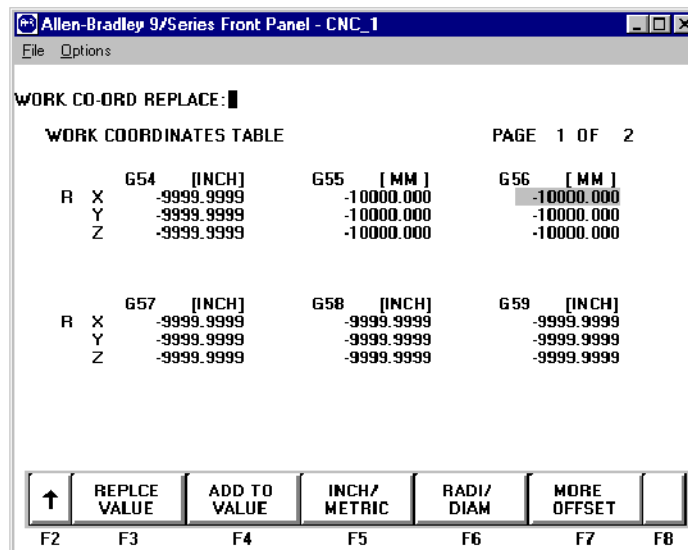 Allen-Bradley 9/Series Front Panel - CNC_1
File Options
WORK CO-ORD REPLACE:
WORK COORDINATES TABLE PAGE 1 OF 2
G54 [INCH] G55 [ MM ] G56 [ MM ]
R X -9999.9999 -10000.000 -10000.000
Y -9999.9999 -10000.000 -10000.000
Z -9999.9999 -10000.000 -10000.000
G57 [INCH] G58 [INCH] G59 [INCH]
R X -9999.9999 -9999.9999 -9999.9999
Y -9999.9999 -9999.9999 -9999.9999
Z -9999.9999 -9999.9999 -9999.9999
↑ REPLCE ADD TO INCH/ RADI/ MORE
VALUE VALUE METRIC DIAM OFFSET
F2 F3 F4 F5 F6 F7 F8